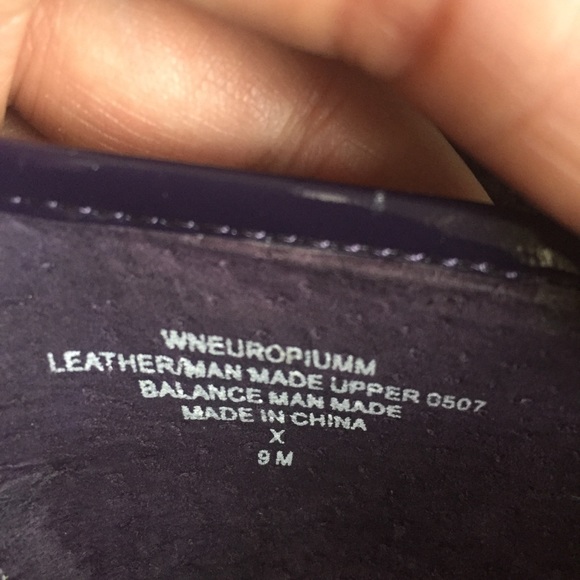 WNEUROPIUMM
LEATHER/MAN MADE UPPER 0507
BALANCE MAN MADE
MADE IN CHINA
X
9 M